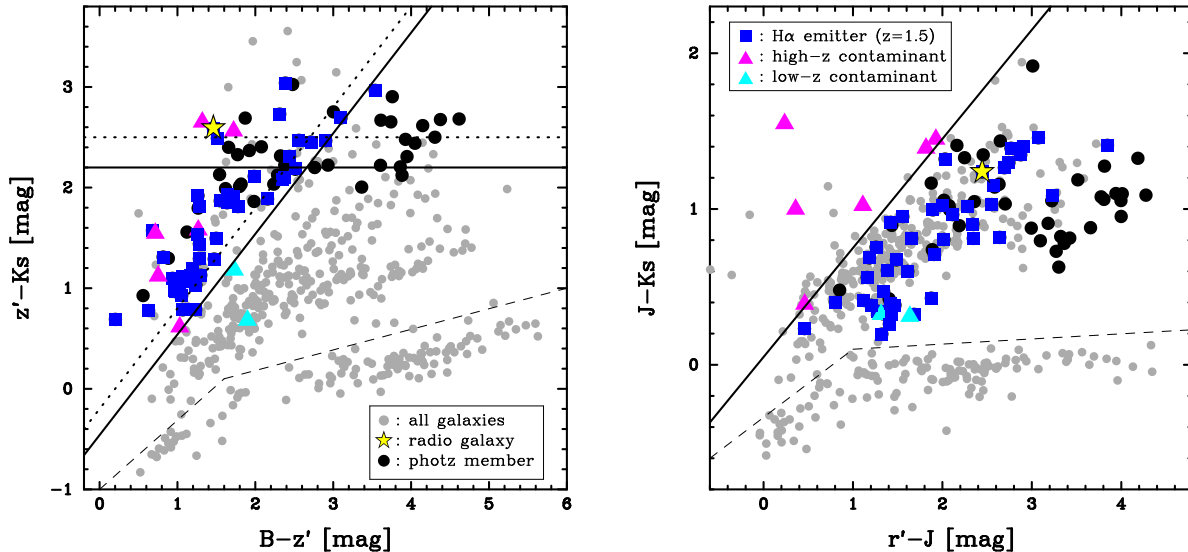 3
2
1
0
−1
0
1
2
3
4
5
6
z'−Ks [mag]
B−z' [mag]
: all galaxies
: radio galaxy
: photz member
2
1
0
0
1
2
3
4
J−Ks [mag]
r'−J [mag]
: Hα emitter (z=1.5)
: high−z contaminant
: low−z contaminant